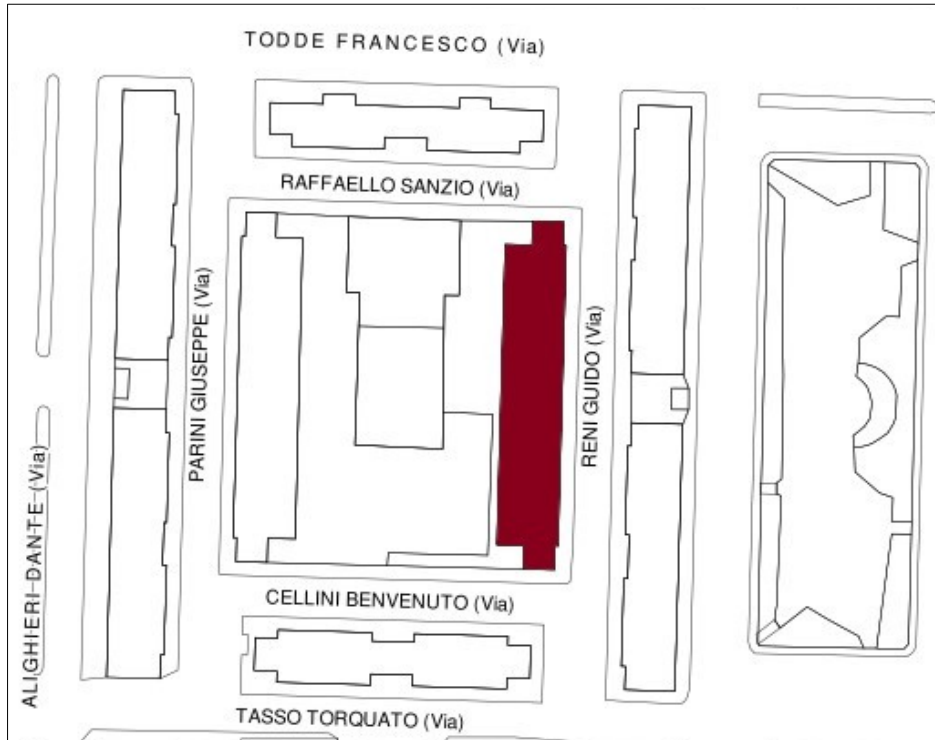 TODDE FRANCESCO (Via)
RAFFAELLO SANZIO (Via)
PARINI GIUSEPPE (Via)
RENI GUIDO (Via)
ALIGHIERI DANTE (Via)
CELLINI BENVENUTO (Via)
TASSO TORQUATO (Via)